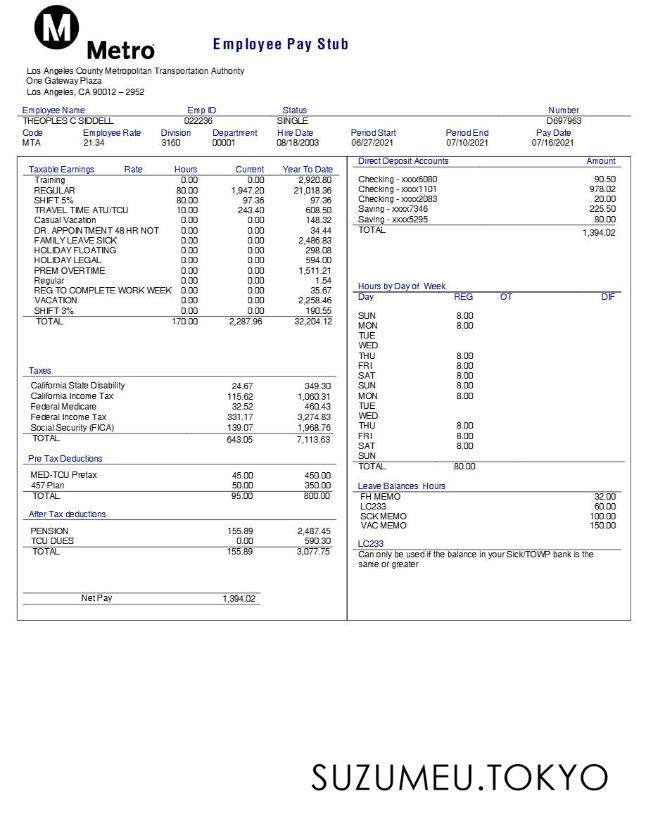 M
Metro
Employee Pay Stub
Los Angeles County Metropolitan Transportation Authority
One Gateway Plaza
Los Angeles, CA 90012 – 2952
Employee Name Emp ID Status Number
THEOPLES C SIDDELL 022236 SINGLE D697963
Code Employee Rate Division Department Hire Date Period Start Period End Pay Date
MTA 21.34 3160 00001 08/18/2003 06/27/2021 07/10/2021 07/16/2021
Taxable Earnings Rate Hours Current Year To Date
Training 0.00 0.00 2,920.80
REGULAR 80.00 1,947.20 21,018.36
SHIFT 5% 80.00 97.36 97.36
TRAVEL TIME ATU/TCU 10.00 243.40 608.50
Casual Vacation 0.00 0.00 148.32
DR. APPOINTMENT 48 HR NOT 0.00 0.00 34.44
FAMILY LEAVE SICK 0.00 0.00 2,486.83
HOLIDAY FLOATING 0.00 0.00 298.08
HOLIDAY LEGAL 0.00 0.00 594.00
PREM OVERTIME 0.00 0.00 1,511.21
Regular 0.00 0.00 1.54
REG TO COMPLETE WORK WEEK 0.00 0.00 35.67
VACATION 0.00 0.00 2,258.46
SHIFT 3% 0.00 0.00 190.55
TOTAL 170.00 2,287.96 32,204.12
Taxes
California State Disability 24.67 349.30
California Income Tax 115.62 1,060.31
Federal Medicare 32.52 460.43
Federal Income Tax 331.17 3,274.83
Social Security (FICA) 139.07 1,968.76
TOTAL 643.05 7,113.63
Pre Tax Deductions
MED-TCU Pretax 45.00 450.00
457 Plan 50.00 350.00
TOTAL 95.00 800.00
After Tax deductions
PENSION 155.89 2,487.45
TCU DUES 0.00 590.30
TOTAL 155.89 3,077.75
Net Pay 1,394.02
Direct Deposit Accounts Amount
Checking - xxxx6080 90.50
Checking - xxxx1101 978.02
Checking - xxxx2083 20.00
Saving - xxxx7346 225.50
Saving - xxxx5295 80.00
TOTAL 1,394.02
Hours by Day of Week
Day REG OT DIF
SUN 8.00
MON 8.00
TUE
WED
THU 8.00
FRI 8.00
SAT 8.00
SUN 8.00
MON 8.00
TUE
WED
THU 8.00
FRI 8.00
SAT 8.00
SUN
TOTAL 80.00
Leave Balances Hours
FH MEMO 32.00
LC233 60.00
SCK MEMO 100.00
VAC MEMO 150.00
LC233
Can only be used if the balance in your Sick/TOWP bank is the
same or greater
SUZUMEU.TOKYO